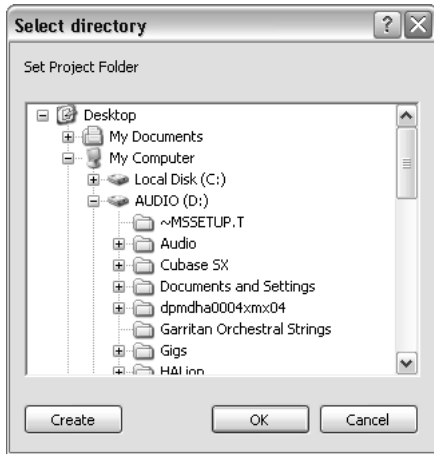 Select directory
Set Project Folder
Desktop
My Documents
My Computer
Local Disk (C:)
AUDIO (D:)
~MSSETUP.T
Audio
Cubase SX
Documents and Settings
dpmdha0004xmx04
Garritan Orchestral Strings
Gigs
HALion
Create OK Cancel